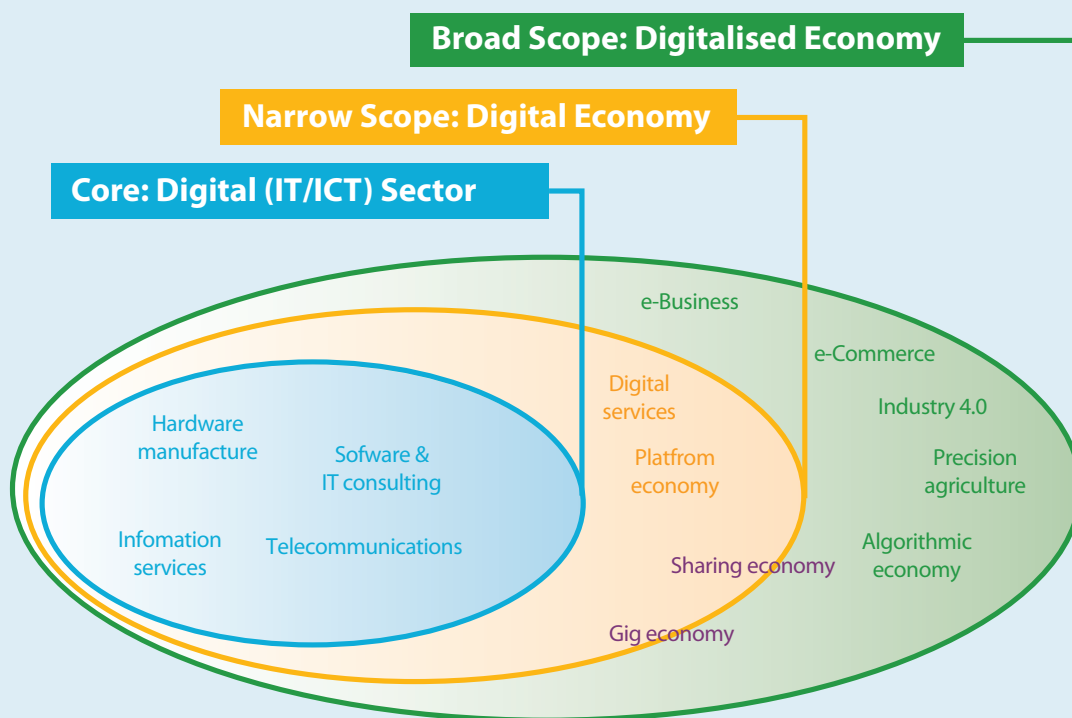 Broad Scope: Digitalised Economy
Narrow Scope: Digital Economy
Core: Digital (IT/ICT) Sector
e-Business
e-Commerce
Digital
services
Industry 4.0
Hardware
manufacture
Sofware &
IT consulting
Platfrom
economy
Precision
agriculture
Infomation
services
Telecommunications
Sharing economy
Algorithmic
economy
Gig economy